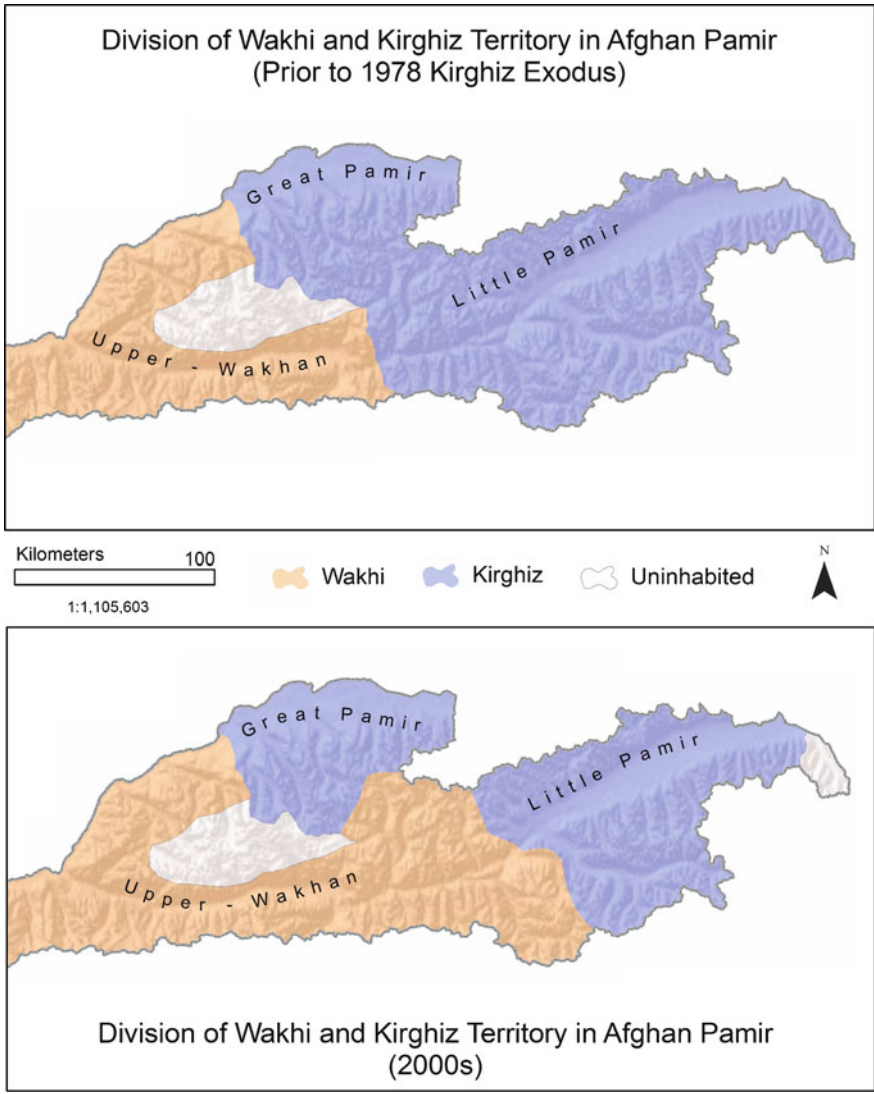 Division of Wakhi and Kirghiz Territory in Afghan Pamir
(Prior to 1978 Kirghiz Exodus)
Great Pamir
Little Pamir
Upper - Wakhan
Kilometers
100
1:1,105,603
Wakhi
Kirghiz
Uninhabited
N
Great Pamir
Little Pamir
Upper - Wakhan
Division of Wakhi and Kirghiz Territory in Afghan Pamir
(2000s)